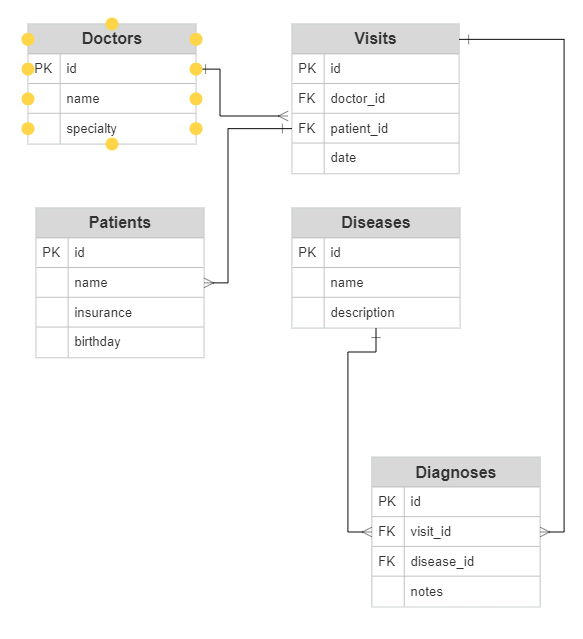 Doctors
PK id
name
specialty
Visits
PK id
FK doctor_id
FK patient_id
date
Patients
PK id
name
insurance
birthday
Diseases
PK id
name
description
Diagnoses
PK id
FK visit_id
FK disease_id
notes